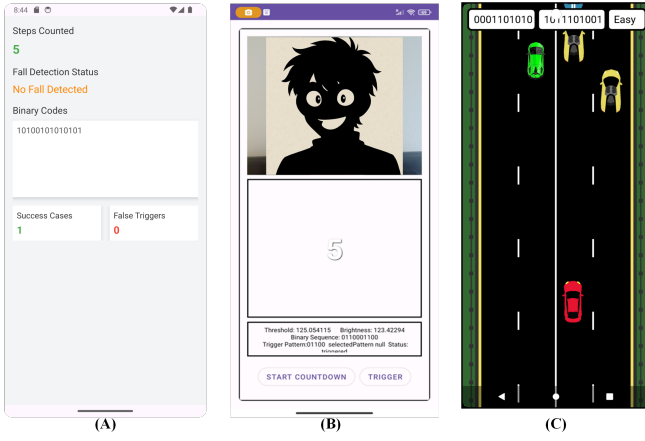 8:44
Steps Counted
5
Fall Detection Status
No Fall Detected
Binary Codes
10100101010101
Success Cases
1
False Triggers
0
(A)
5
Threshold: 125.054115 Brightness: 123.42294
Binary Sequence: 0110001100
Trigger Pattern:01100 selectedPattern null Status:
triggered
START COUNTDOWN
TRIGGER
(B)
0001101010
Easy
(C)